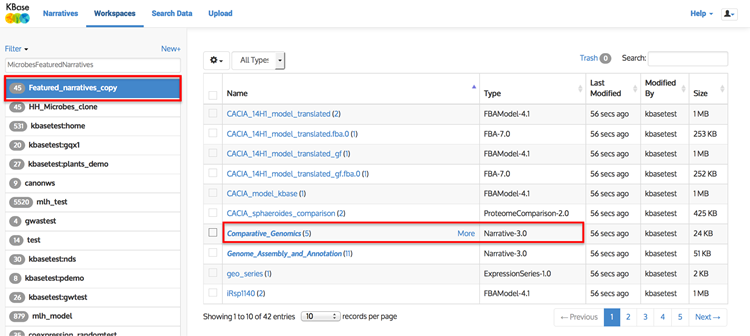 KBase Narratives Workspaces Search Data Upload Help
Filter New+
MicrobesFeaturedNarratives
45 Featured_narratives_copy
45 HH_Microbes_clone
531 kbasetest:home
27 kbasetest:gqx1
20 kbasetest:plants_demo
9 canonws
5520 mlh_test
4 gwastest
14 test
30 kbasetest:nds
8 kbasetest:pdemo
26 kbasetest:gwtest
879 mlh_model
28 coexpression_randomtest
All Types Trash 0 Search:
Name Type Last Modified Modified By Size
CACIA_14H1_model_translated (2) FBAModel-4.1 56 secs ago kbasetest 1 MB
CACIA_14H1_model_translated.fba.0 (1) FBA-7.0 56 secs ago kbasetest 253 KB
CACIA_14H1_model_translated_gf (1) FBAModel-4.1 56 secs ago kbasetest 1 MB
CACIA_14H1_model_translated_gf.fba.0 (1) FBA-7.0 56 secs ago kbasetest 252 KB
CACIA_model_kbase (1) FBAModel-4.1 56 secs ago kbasetest 1 MB
CACIA_sphaeroides_comparison (2) ProteomeComparison-2.0 56 secs ago kbasetest 425 KB
Comparative_Genomics (5) More Narrative-3.0 56 secs ago kbasetest 24 KB
Genome_Assembly_and_Annotation (11) Narrative-3.0 56 secs ago kbasetest 51 KB
geo_series (1) ExpressionSeries-1.0 56 secs ago kbasetest 2 KB
iRsp1140 (2) FBAModel-4.1 56 secs ago kbasetest 1 MB
Showing 1 to 10 of 42 entries 10 records per page ← Previous 1 2 3 4 5 Next →